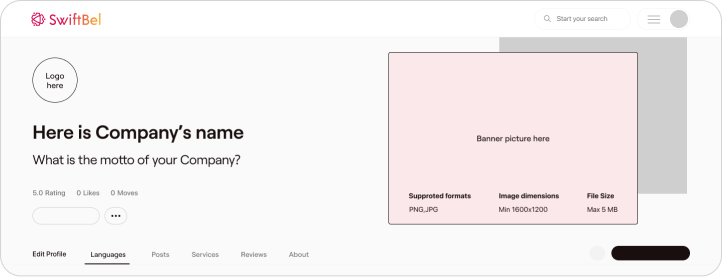 SwiftBel
Start your search
Logo
here
Here is Company's name
What is the motto of your Company?
5.0 Rating 0 Likes 0 Moves
Banner picture here
Supproted formats Image dimensions File Size
PNG,JPG Min 1600x1200 Max 5 MB
Edit Profile Languages Posts Services Reviews About